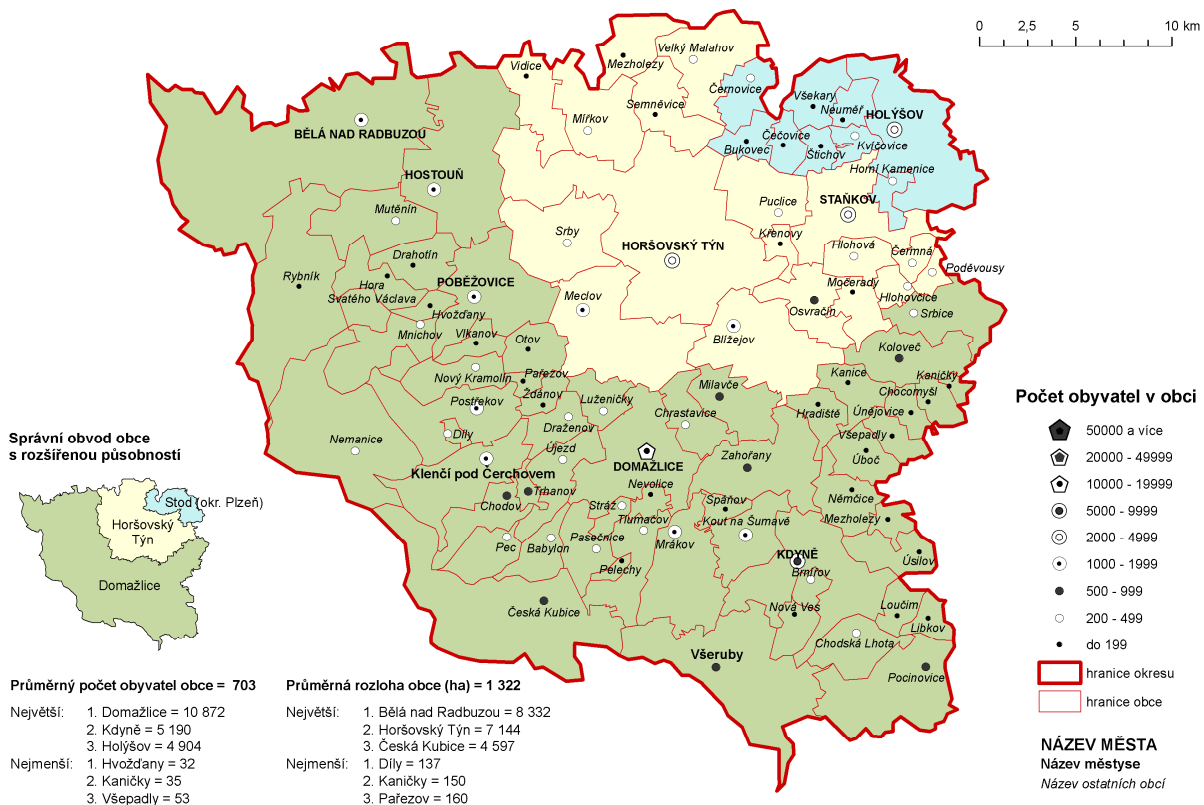 0 2,5 5 10 km
Velký Malahov
Mezholezy
Vidice
Černovice
Semněvice
Všekary
Neuměř
HOLÝŠOV
Mířkov
BĚLÁ NAD RADBUZOU
Čečovice
Bukovec
Štichov
Kvíčovice
Horní Kamenice
HOSTOUŇ
Puclice
STAŇKOV
Mutěnín
Srby
Křenovy
HORŠOVSKÝ TÝN
Hlohová
Čermná
Poděvousy
Drahotín
Rybník
Hora
Svatého Václava
POBĚŽOVICE
Močerady
Meclov
Hlohovčice
Osvračín
Srbice
Hvožďany
Mnichov
Vlkanov
Otov
Blížejov
Koloveč
Nový Kramolín
Pařezov
Kanice
Kaničky
Milavče
Ždánov
Luženičky
Chocomyšl
Postřekov
Chrastavice
Hradiště
Únějovice
Draženov
Nemanice
Díly
Všepadly
Újezd
DOMAŽLICE
Zahořany
Úboč
Klenčí pod Čerchovem
Nevolice
Trhanov
Chodov
Němčice
Stráž
Spáňov
Tlumačov
Kout na Šumavě
Mezholezy
Pec
Babylon
Pasečnice
Mrákov
KDYNĚ
Úsilov
Pelechy
Brnířov
Česká Kubice
Nová Ves
Loučim
Libkov
Chodská Lhota
Všeruby
Pocinovice
Správní obvod obce
s rozšířenou působností
Stod (okr. Plzeň)
Horšovský
Týn
Domažlice
Počet obyvatel v obci
50000 a více
20000 - 49999
10000 - 19999
5000 - 9999
2000 - 4999
1000 - 1999
500 - 999
200 - 499
do 199
hranice okresu
hranice obce
NÁZEV MĚSTA
Název městyse
Název ostatních obcí
Průměrný počet obyvatel obce = 703
Největší: 1. Domažlice = 10 872
2. Kdyně = 5 190
3. Holýšov = 4 904
Nejmenší: 1. Hvožďany = 32
2. Kaničky = 35
3. Všepadly = 53
Průměrná rozloha obce (ha) = 1 322
Největší: 1. Bělá nad Radbuzou = 8 332
2. Horšovský Týn = 7 144
3. Česká Kubice = 4 597
Nejmenší: 1. Díly = 137
2. Kaničky = 150
3. Pařezov = 160